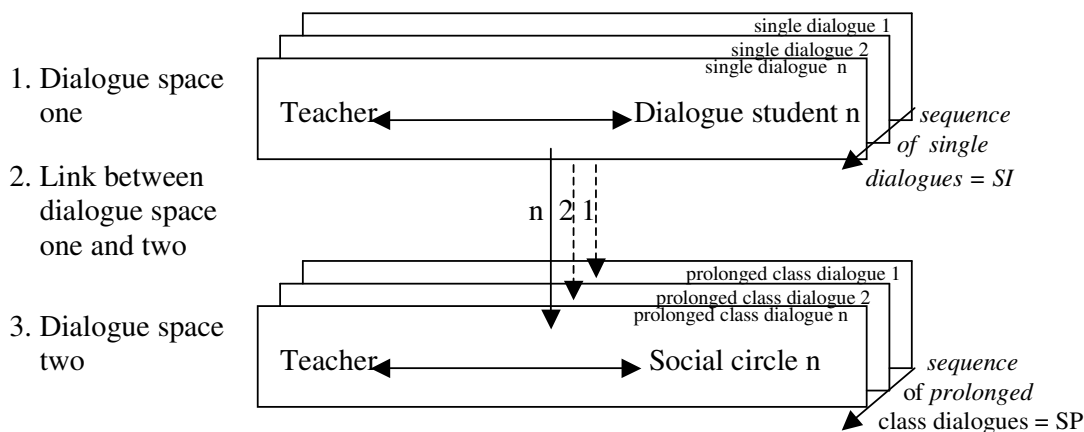 single dialogue 1
single dialogue 2
single dialogue n
1. Dialogue space
one
Teacher
Dialogue student n
sequence
of single
dialogues = SI
2. Link between
dialogue space
one and two
n 2 1
prolonged class dialogue 1
prolonged class dialogue 2
prolonged class dialogue n
3. Dialogue space
two
Teacher
Social circle n
sequence
of prolonged
class dialogues = SP